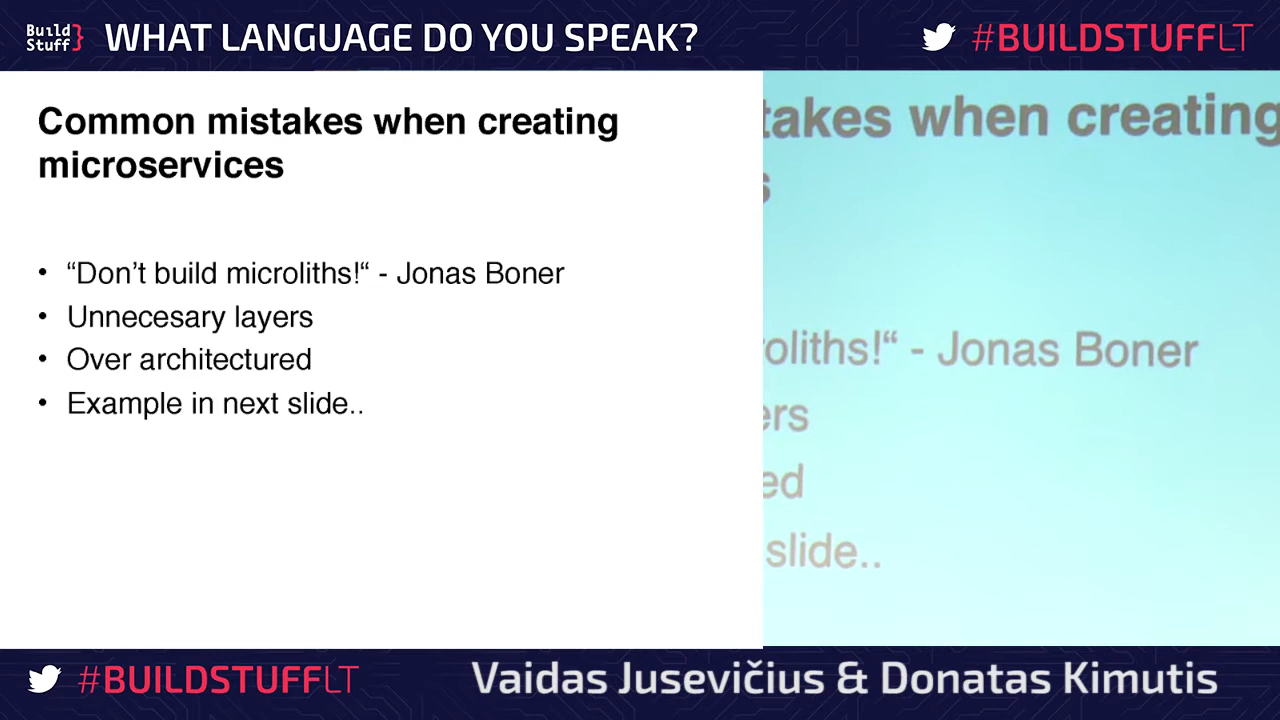 Build
Stuff}
WHAT LANGUAGE DO YOU SPEAK?
#BUILDSTUFFLT
Common mistakes when creating
microservices
• “Don’t build microliths!“ - Jonas Boner
• Unnecesary layers
• Over architectured
• Example in next slide..
takes when creating
s
oliths!“ - Jonas Boner
ers
ed
slide..
#BUILDSTUFFLT
Vaidas Jusevičius & Donatas Kimutis